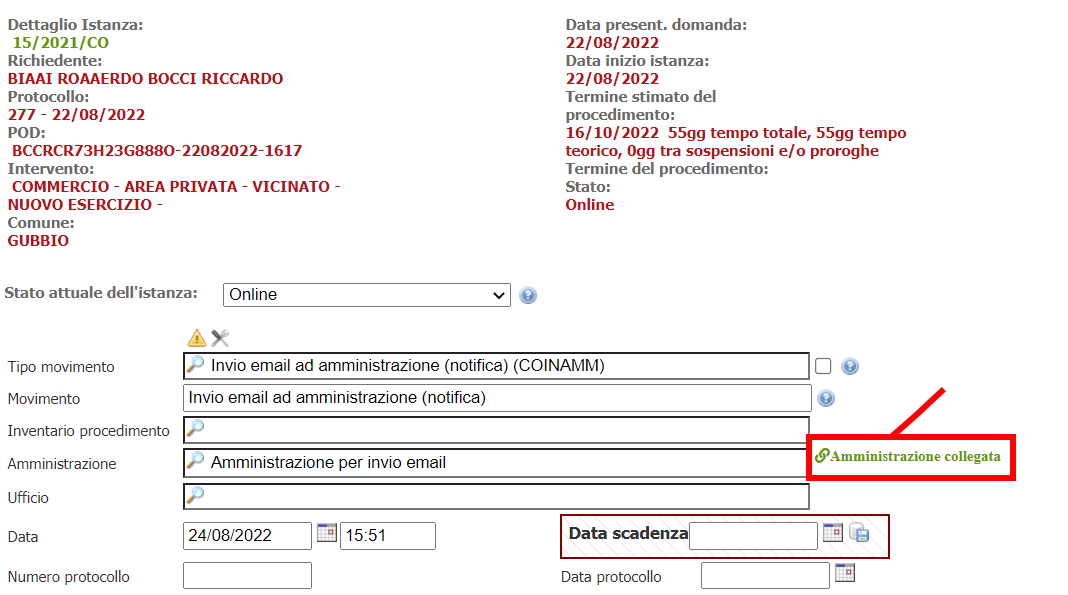 Dettaglio Istanza:
15/2021/CO
Richiedente:
BIAAI ROAAERDO BOCCI RICCARDO
Protocollo:
277 - 22/08/2022
POD:
BCCRCR73H23G888O-22082022-1617
Intervento:
COMMERCIO - AREA PRIVATA - VICINATO -
NUOVO ESERCIZIO -
Comune:
GUBBIO
Data present. domanda:
22/08/2022
Data inizio istanza:
22/08/2022
Termine stimato del
procedimento:
16/10/2022 55gg tempo totale, 55gg tempo
teorico, 0gg tra sospensioni e/o proroghe
Termine del procedimento:
Stato:
Online
Stato attuale dell'istanza: Online
Tipo movimento Invio email ad amministrazione (notifica) (COINAMM)
Movimento Invio email ad amministrazione (notifica)
Inventario procedimento
Amministrazione Amministrazione per invio email Amministrazione collegata
Ufficio
Data 24/08/2022 15:51 Data scadenza
Numero protocollo Data protocollo